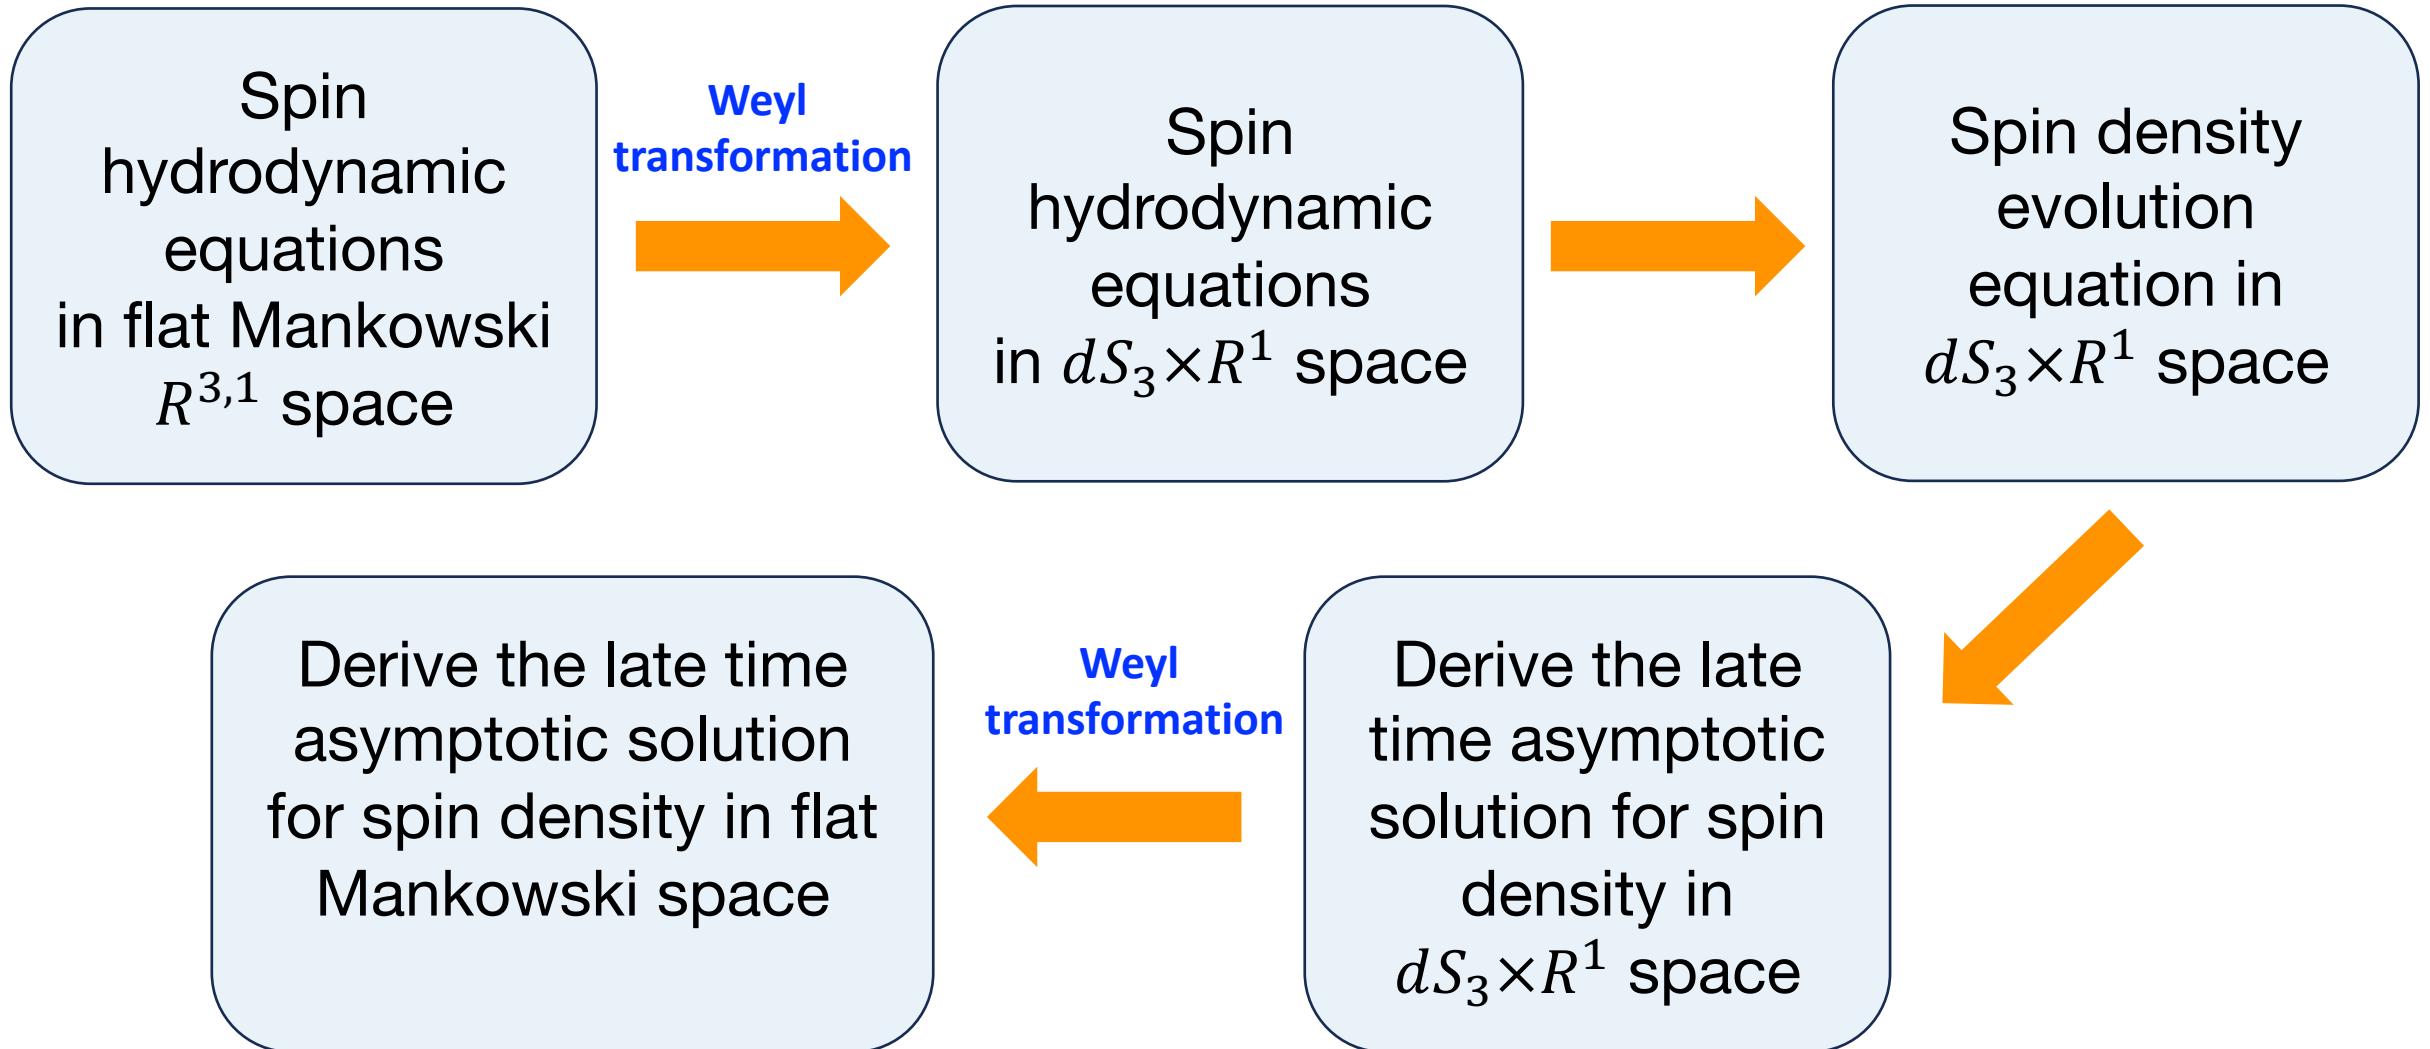 Spin
hydrodynamic
equations
in flat Mankowski
R^{3,1} space
Weyl
transformation
Spin
hydrodynamic
equations
in dS_3×R^1 space
Spin density
evolution
equation in
dS_3×R^1 space
Derive the late
time asymptotic
solution for spin
density in
dS_3×R^1 space
Weyl
transformation
Derive the late time
asymptotic solution
for spin density in flat
Mankowski space